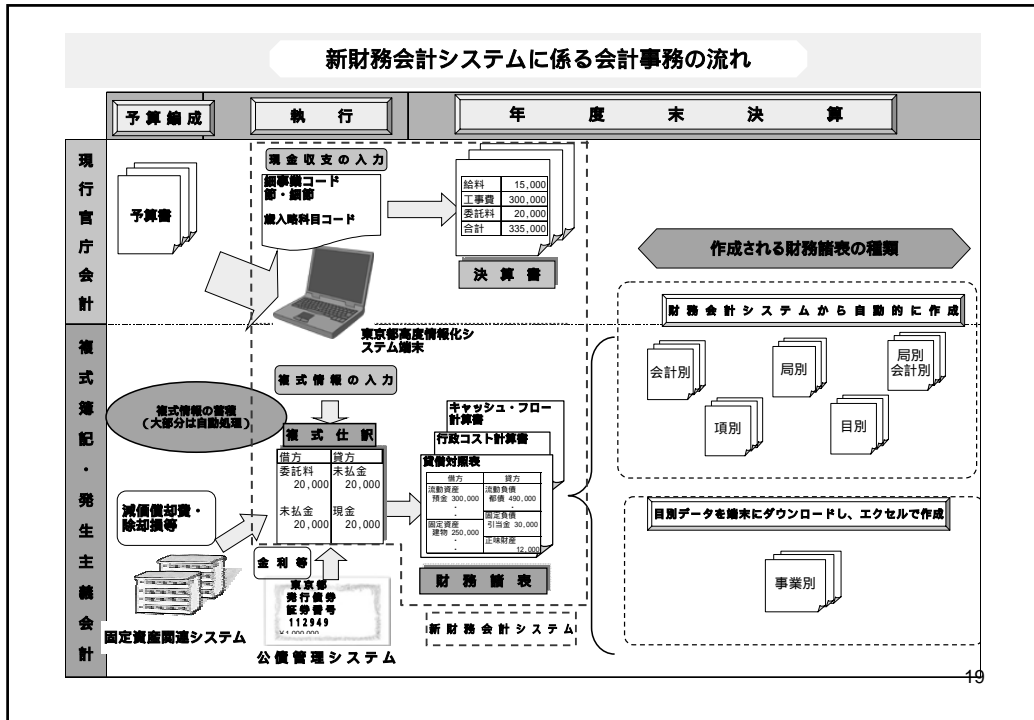 新財務会計システムに係る会計事務の流れ
予算編成
執行
年度末決算
現行官庁会計
予算書
現金収支の入力
細事業コード
節・細節
歳入略科目コード
給料 15,000
工事費 300,000
委託料 20,000
合計 335,000
決算書
東京都高度情報化シ
ステム端末
作成される財務諸表の種類
財務会計システムから自動的に作成
会計別
局別
局別
会計別
項別
目別
目別データを端末にダウンロードし、エクセルで作成
事業別
複式簿記・発生主義会計
複式情報の蓄積
(大部分は自動処理)
複式情報の入力
複式仕訳
借方 貸方
委託料 未払金
20,000 20,000
未払金 現金
20,000 20,000
減価償却費・
除却損等
固定資産関連システム
金利等
東京都
発行債券
証券番号
112949
¥1,000,000
公債管理システム
キャッシュ・フロー
計算書
行政コスト計算書
貸借対照表
借方 貸方
流動資産 流動負債
預金 300,000 都債 490,000
・ ・
・ 固定負債
固定資産 引当金 30,000
建物 250,000 ・
・ 正味財産
・ 12,000
財務諸表
新財務会計システム
19